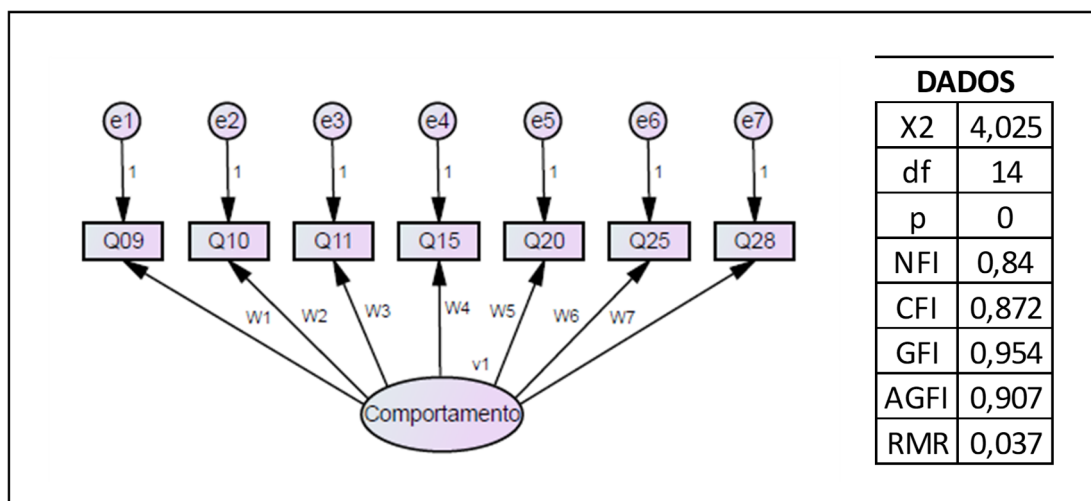 DADOS
X2 4,025
df 14
p 0
NFI 0,84
CFI 0,872
GFI 0,954
AGFI 0,907
RMR 0,037
e1 e2 e3 e4 e5 e6 e7
1 1 1 1 1 1 1
Q09 Q10 Q11 Q15 Q20 Q25 Q28
W1 W2 W3 W4 W5 W6 W7
v1
Comportamento